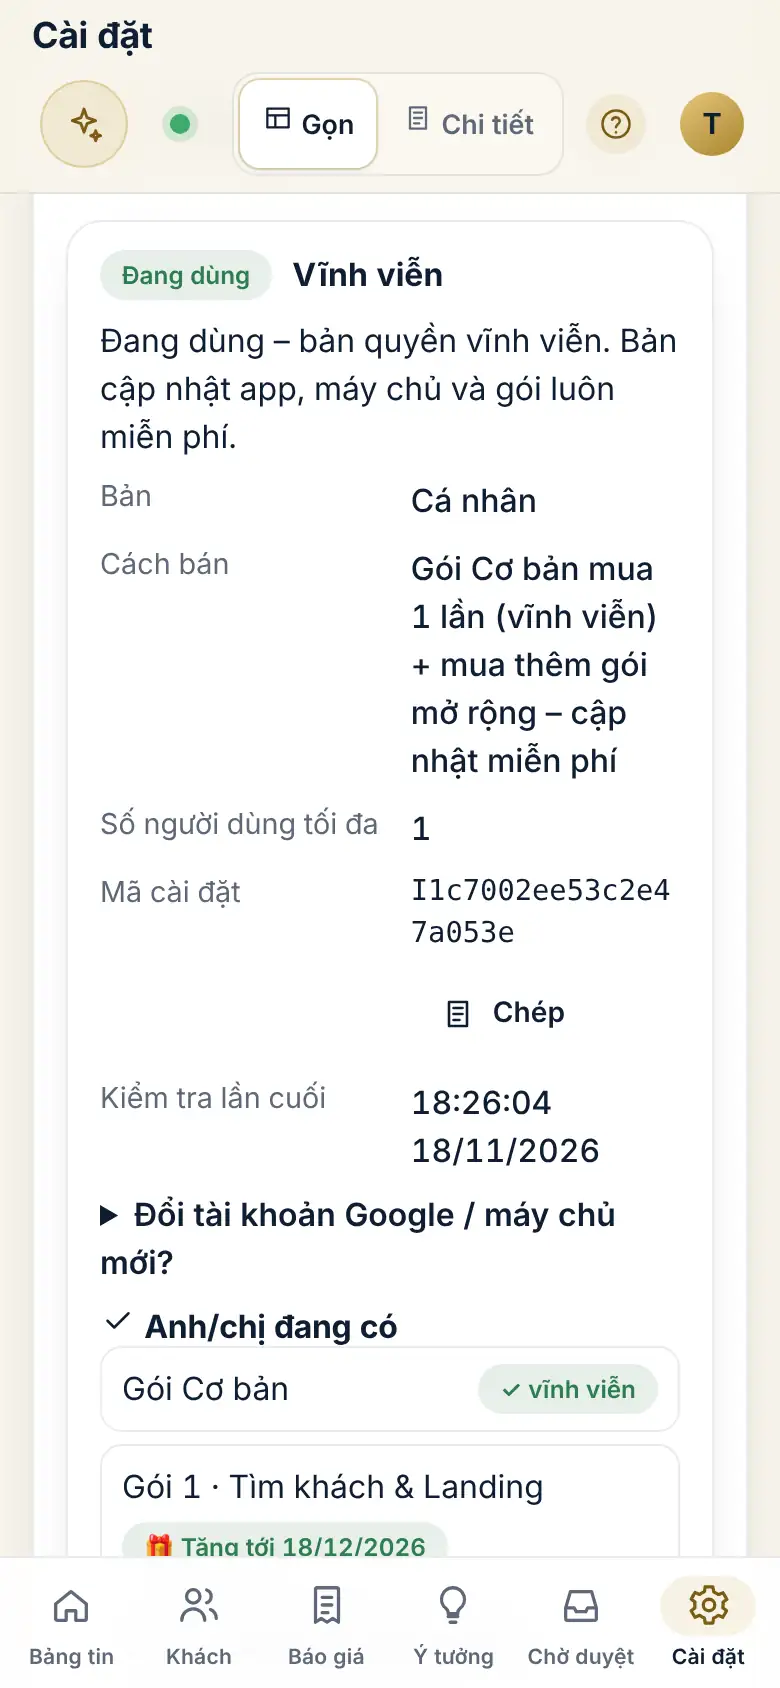 Cài đặt
Gọn
Chi tiết
T
Đang dùng
Vĩnh viễn
Đang dùng – bản quyền vĩnh viễn. Bản
cập nhật app, máy chủ và gói luôn
miễn phí.
Bản
Cá nhân
Cách bán
Gói Cơ bản mua
1 lần (vĩnh viễn)
+ mua thêm gói
mở rộng – cập
nhật miễn phí
Số người dùng tối đa
1
Mã cài đặt
I1c7002ee53c2e4
7a053e
Chép
Kiểm tra lần cuối
18:26:04
18/11/2026
▶ Đổi tài khoản Google / máy chủ
mới?
Anh/chị đang có
Gói Cơ bản
✓ vĩnh viễn
Gói 1 · Tìm khách & Landing
🎁 Tặng tới 18/12/2026
Bảng tin
Khách
Báo giá
Ý tưởng
Chờ duyệt
Cài đặt